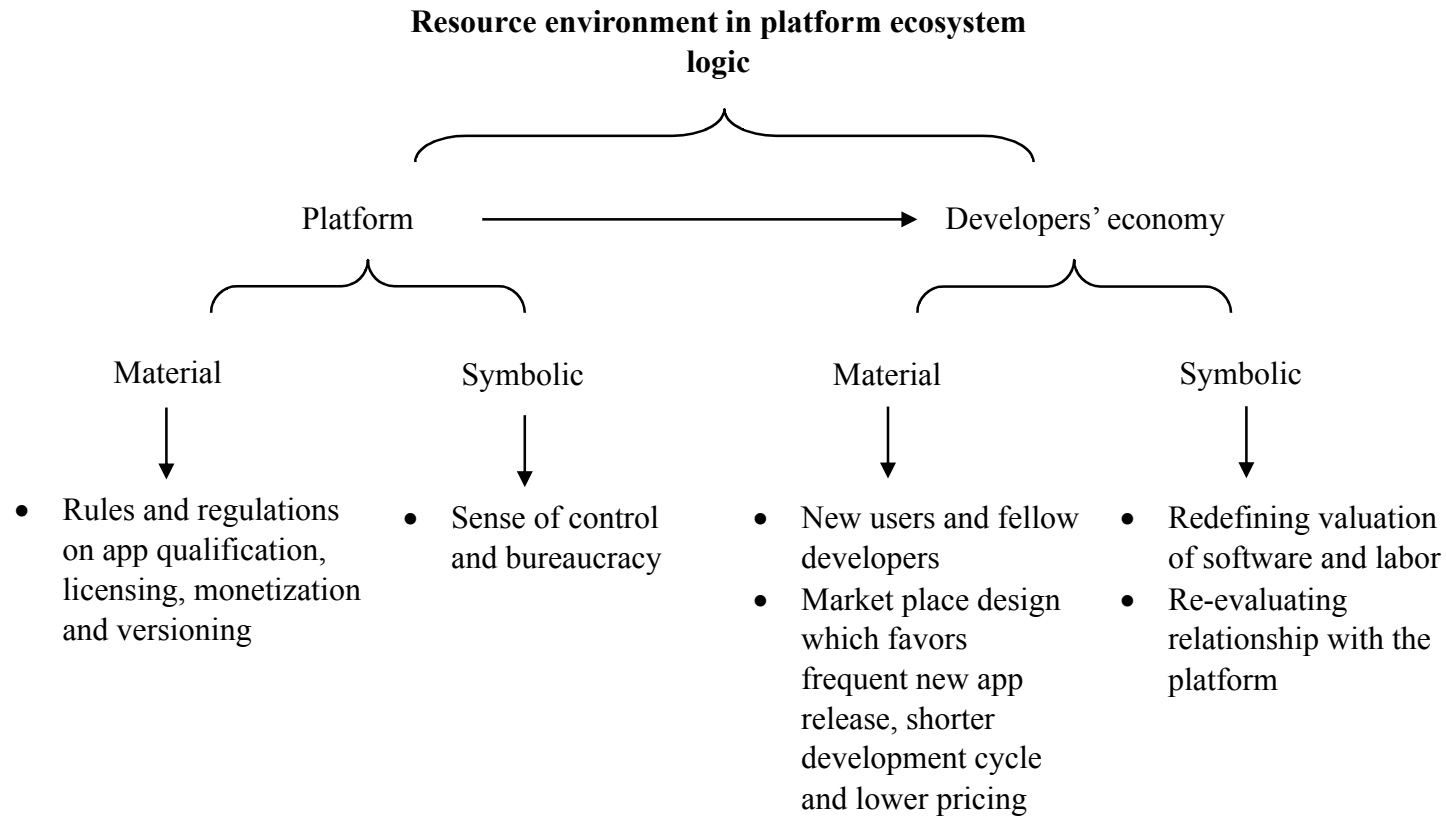 Resource environment in platform ecosystem
logic
Platform
Developers’ economy
Material
Symbolic
Material
Symbolic
• Rules and regulations
on app qualification,
licensing, monetization
and versioning
• Sense of control
and bureaucracy
• New users and fellow
developers
• Market place design
which favors
frequent new app
release, shorter
development cycle
and lower pricing
• Redefining valuation
of software and labor
• Re-evaluating
relationship with the
platform